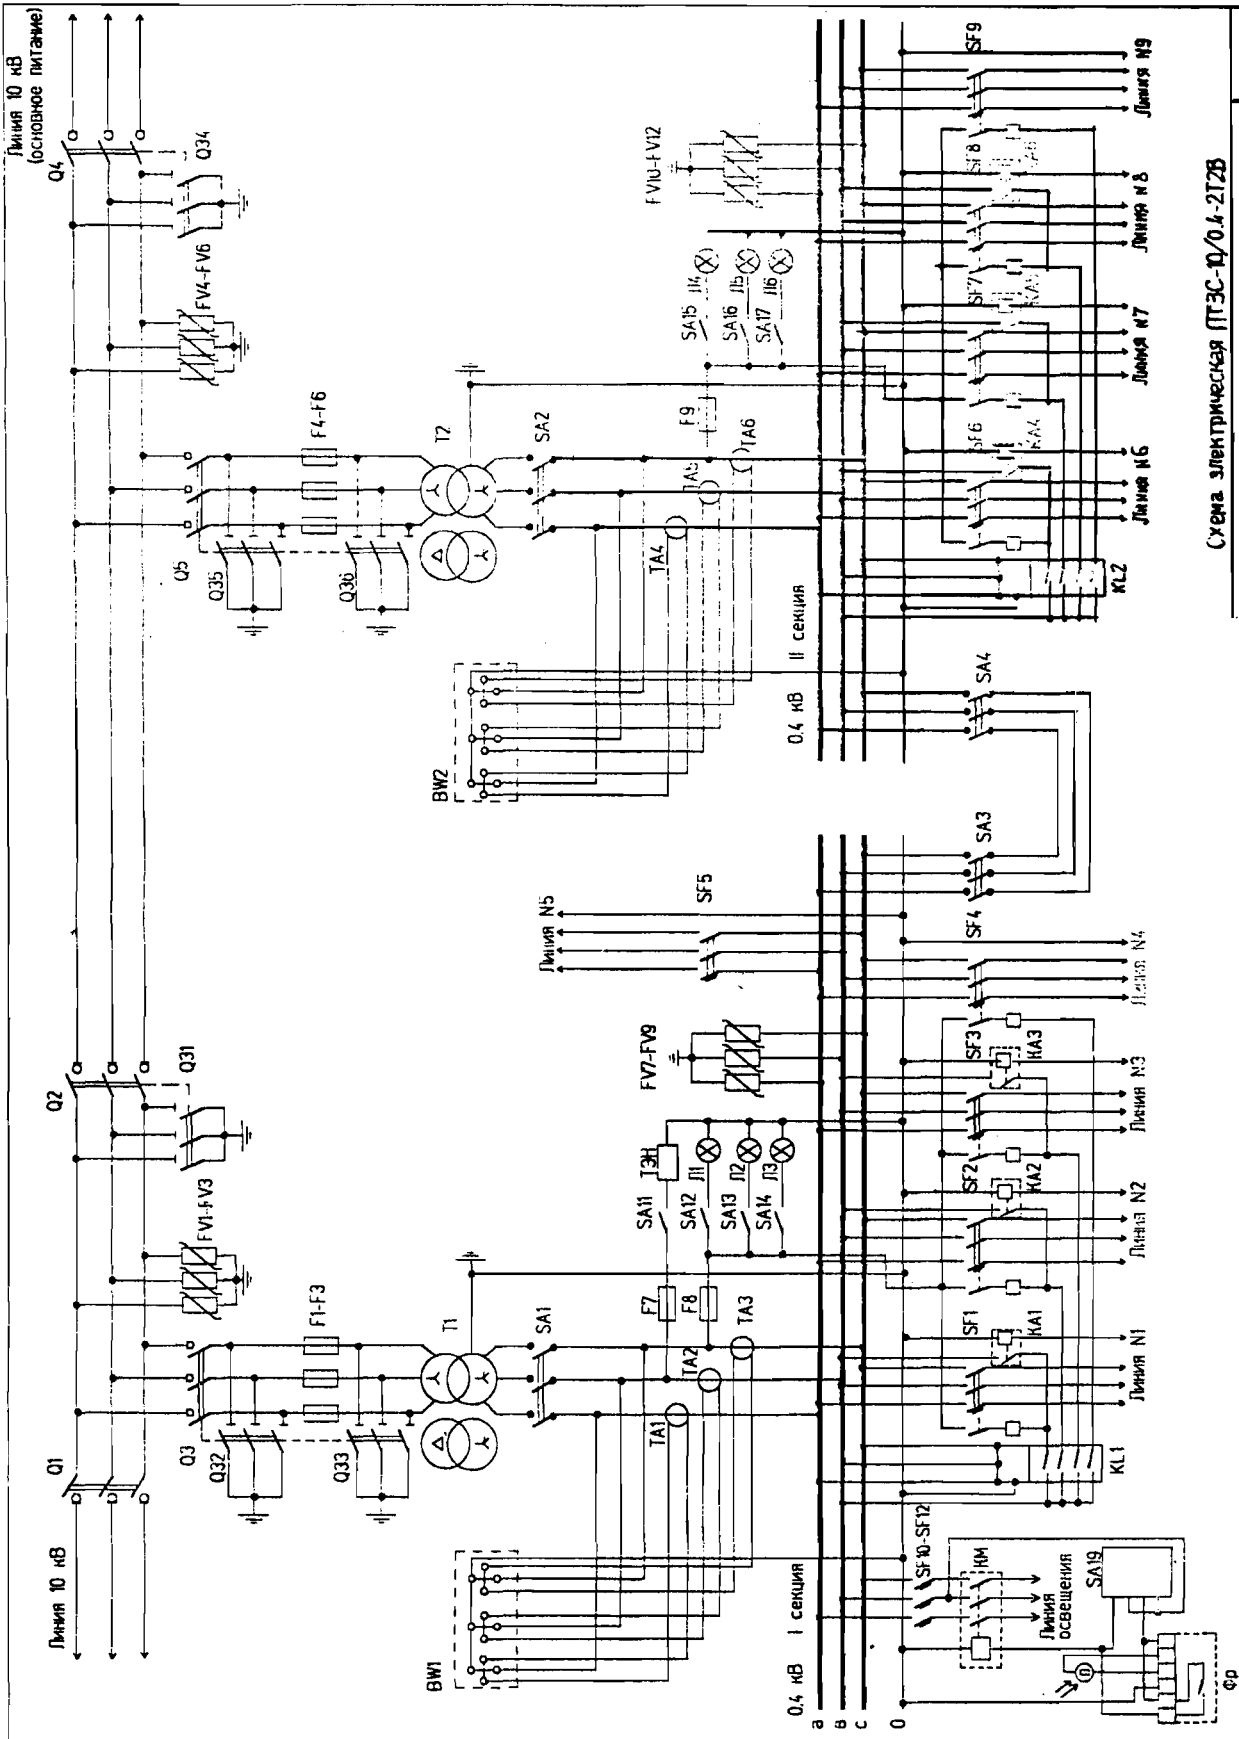 Линия 10 кВ
(основное питание)
Линия 10 кВ
Q1
Q2
Q4
Q31
Q34
FV1-FV3
FV4-FV6
Q3
Q32
Q33
F1-F3
T1
SA1
Q5
Q35
Q36
F4-F6
T2
SA2
BW1
TA1
TA2
TA3
F7
F8
SA11
SA12
SA13
SA14
ТЭН
Л1
Л2
Л3
FV7-FV9
Линия N5
SF5
BW2
TA4
TA5
TA6
F9
SA15
SA16
SA17
Л4
Л5
Л6
FV10-FV12
0.4 кВ I секция
0.4 кВ II секция
a
в
с
0
SF10-SF12
KM
Линия
освещения
SA19
Фр
KL1
SF1
KA1
Линия N1
SF2
KA2
Линия N2
SF3
KA3
Линия N3
SF4
Линия N4
SA3
SA4
KL2
SF6
KA4
Линия N6
SF7
KA5
Линия N7
SF8
Линия N8
SF9
Линия N9
Схема электрическая ПТЗС-10/0.4-2Т2В